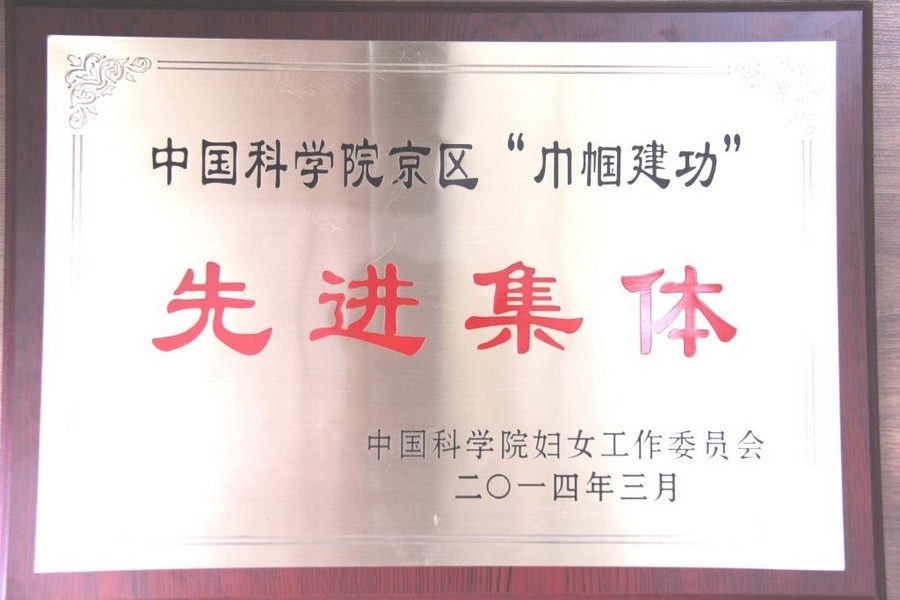 中国科学院京区“巾帼建功”
先进集体
中国科学院妇女工作委员会
二〇一四年三月